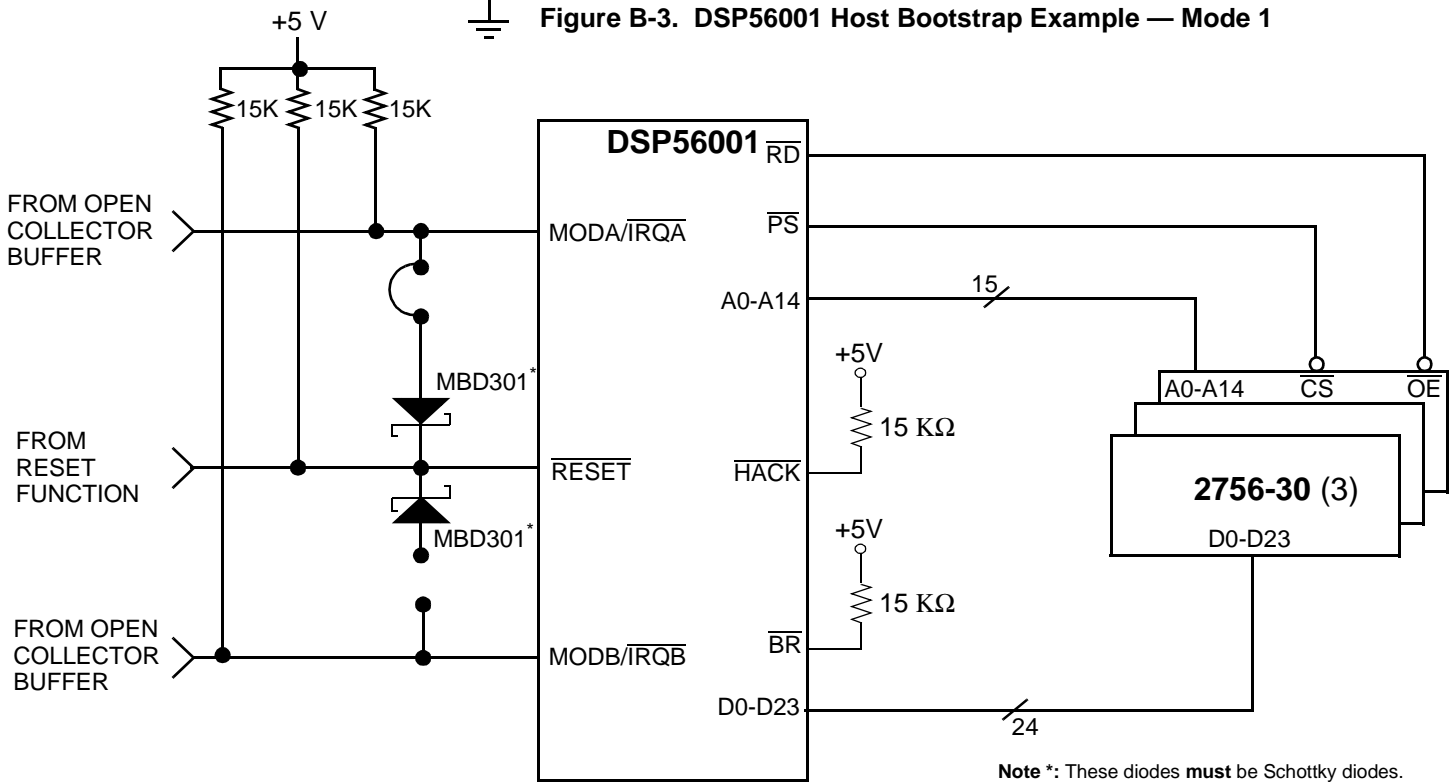 Figure B-3. DSP56001 Host Bootstrap Example — Mode 1
+5 V
15K 15K 15K
DSP56001
RD
FROM OPEN
COLLECTOR
BUFFER
MODA/IRQA
PS
A0-A14
15
+5V
MBD301*
A0-A14 CS OE
15 KΩ
FROM
RESET
FUNCTION
RESET
HACK
2756-30 (3)
D0-D23
MBD301*
+5V
15 KΩ
FROM OPEN
COLLECTOR
BUFFER
MODB/IRQB
BR
D0-D23
24
Note *: These diodes must be Schottky diodes.